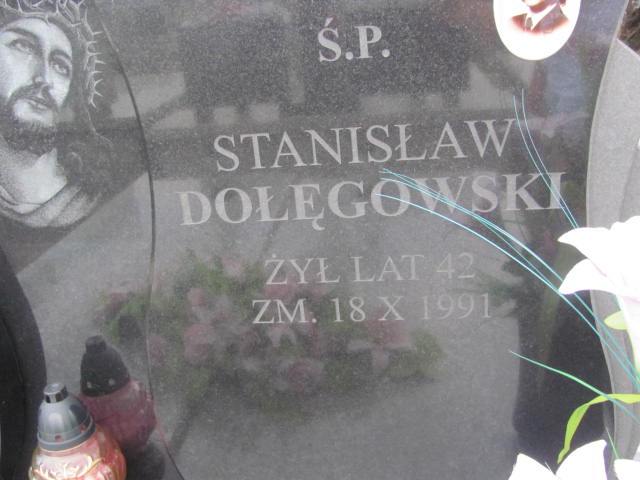 Ś.P.
STANISŁAW
DOŁĘGOWSKI
ŻYŁ LAT 42
ZM. 18 X 1991